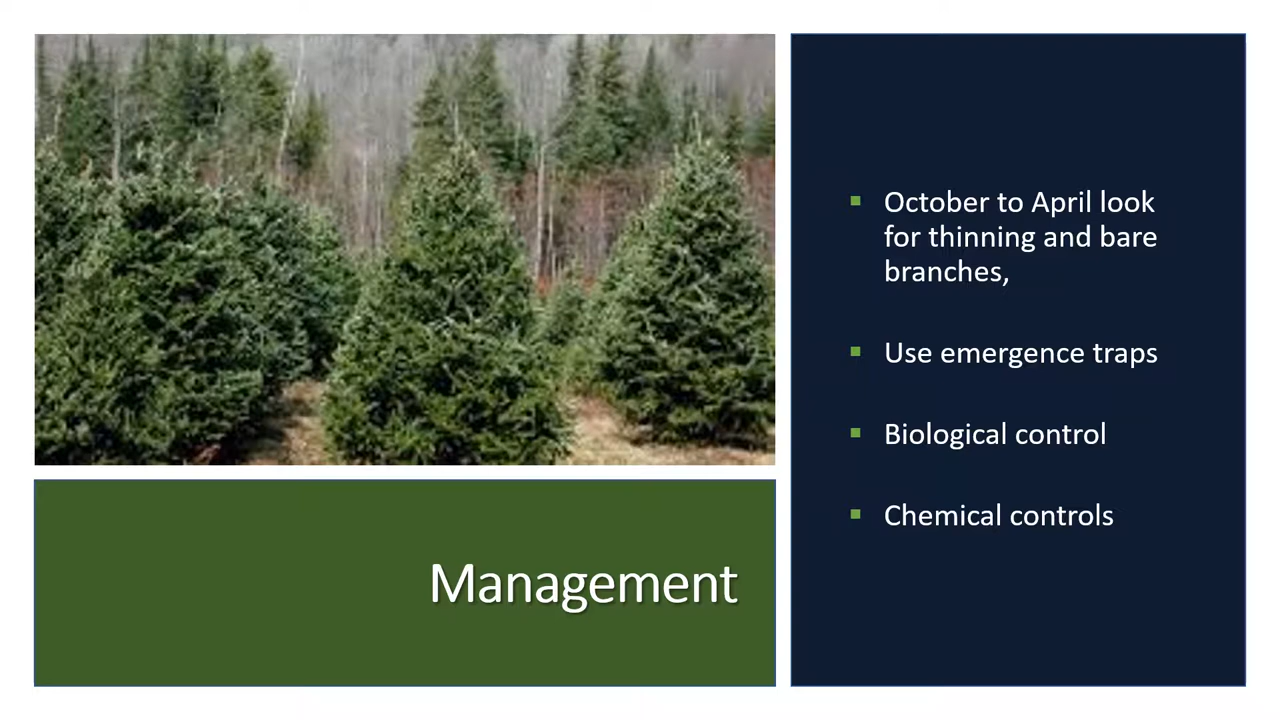 October to April look
for thinning and bare
branches,
Use emergence traps
Biological control
Chemical controls
Management